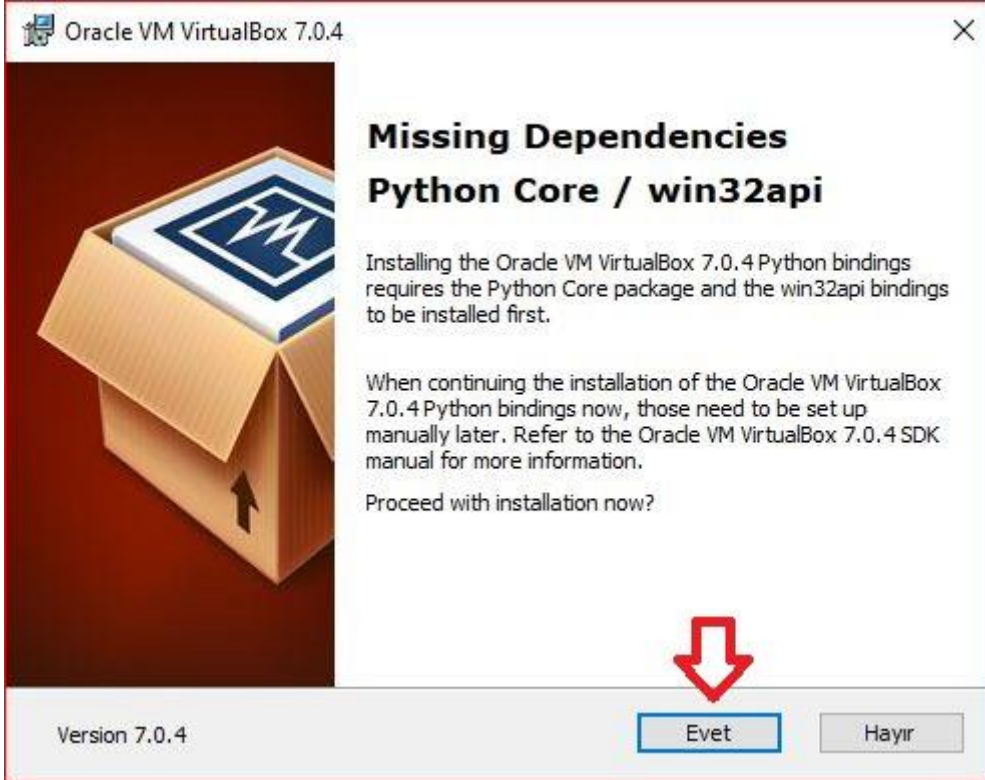 Oracle VM VirtualBox 7.0.4
Missing Dependencies
Python Core / win32api
Installing the Oracle VM VirtualBox 7.0.4 Python bindings
requires the Python Core package and the win32api bindings
to be installed first.
When continuing the installation of the Oracle VM VirtualBox
7.0.4 Python bindings now, those need to be set up
manually later. Refer to the Oracle VM VirtualBox 7.0.4 SDK
manual for more information.
Proceed with installation now?
Version 7.0.4
Evet
Hayır